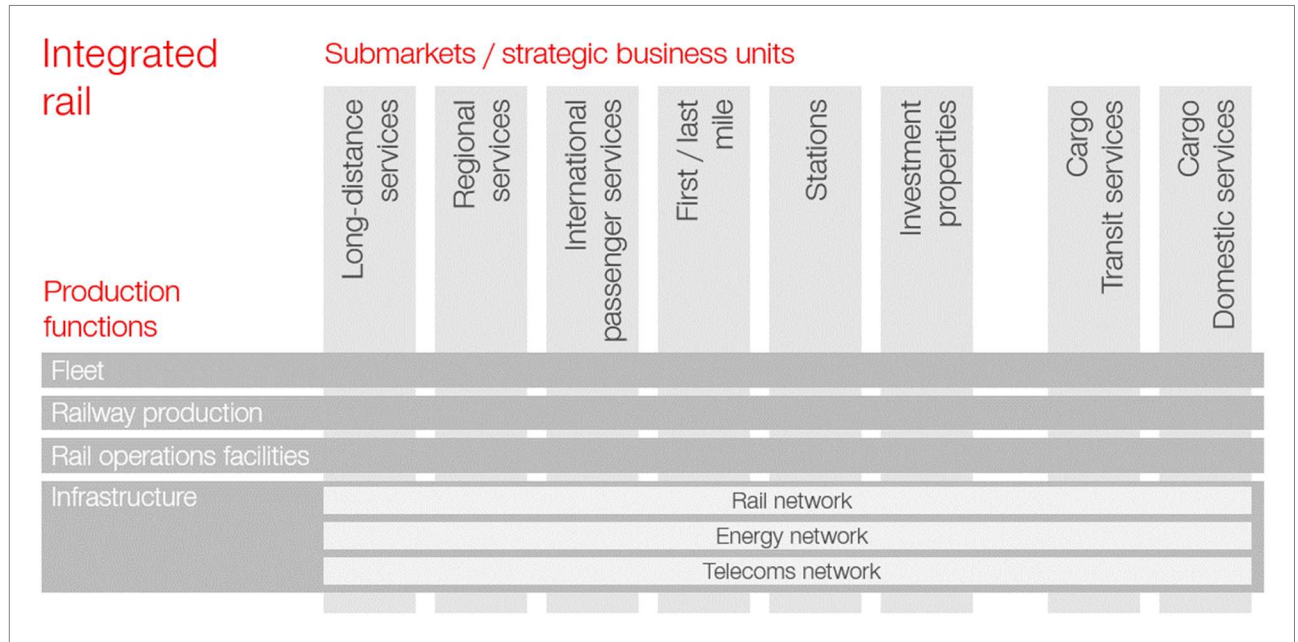 Integrated
rail
Submarkets / strategic business units
Long-distance
services
Regional
services
International
passenger services
First / last
mile
Stations
Investment
properties
Cargo
Transit services
Cargo
Domestic services
Production
functions
Fleet
Railway production
Rail operations facilities
Infrastructure
Rail network
Energy network
Telecoms network